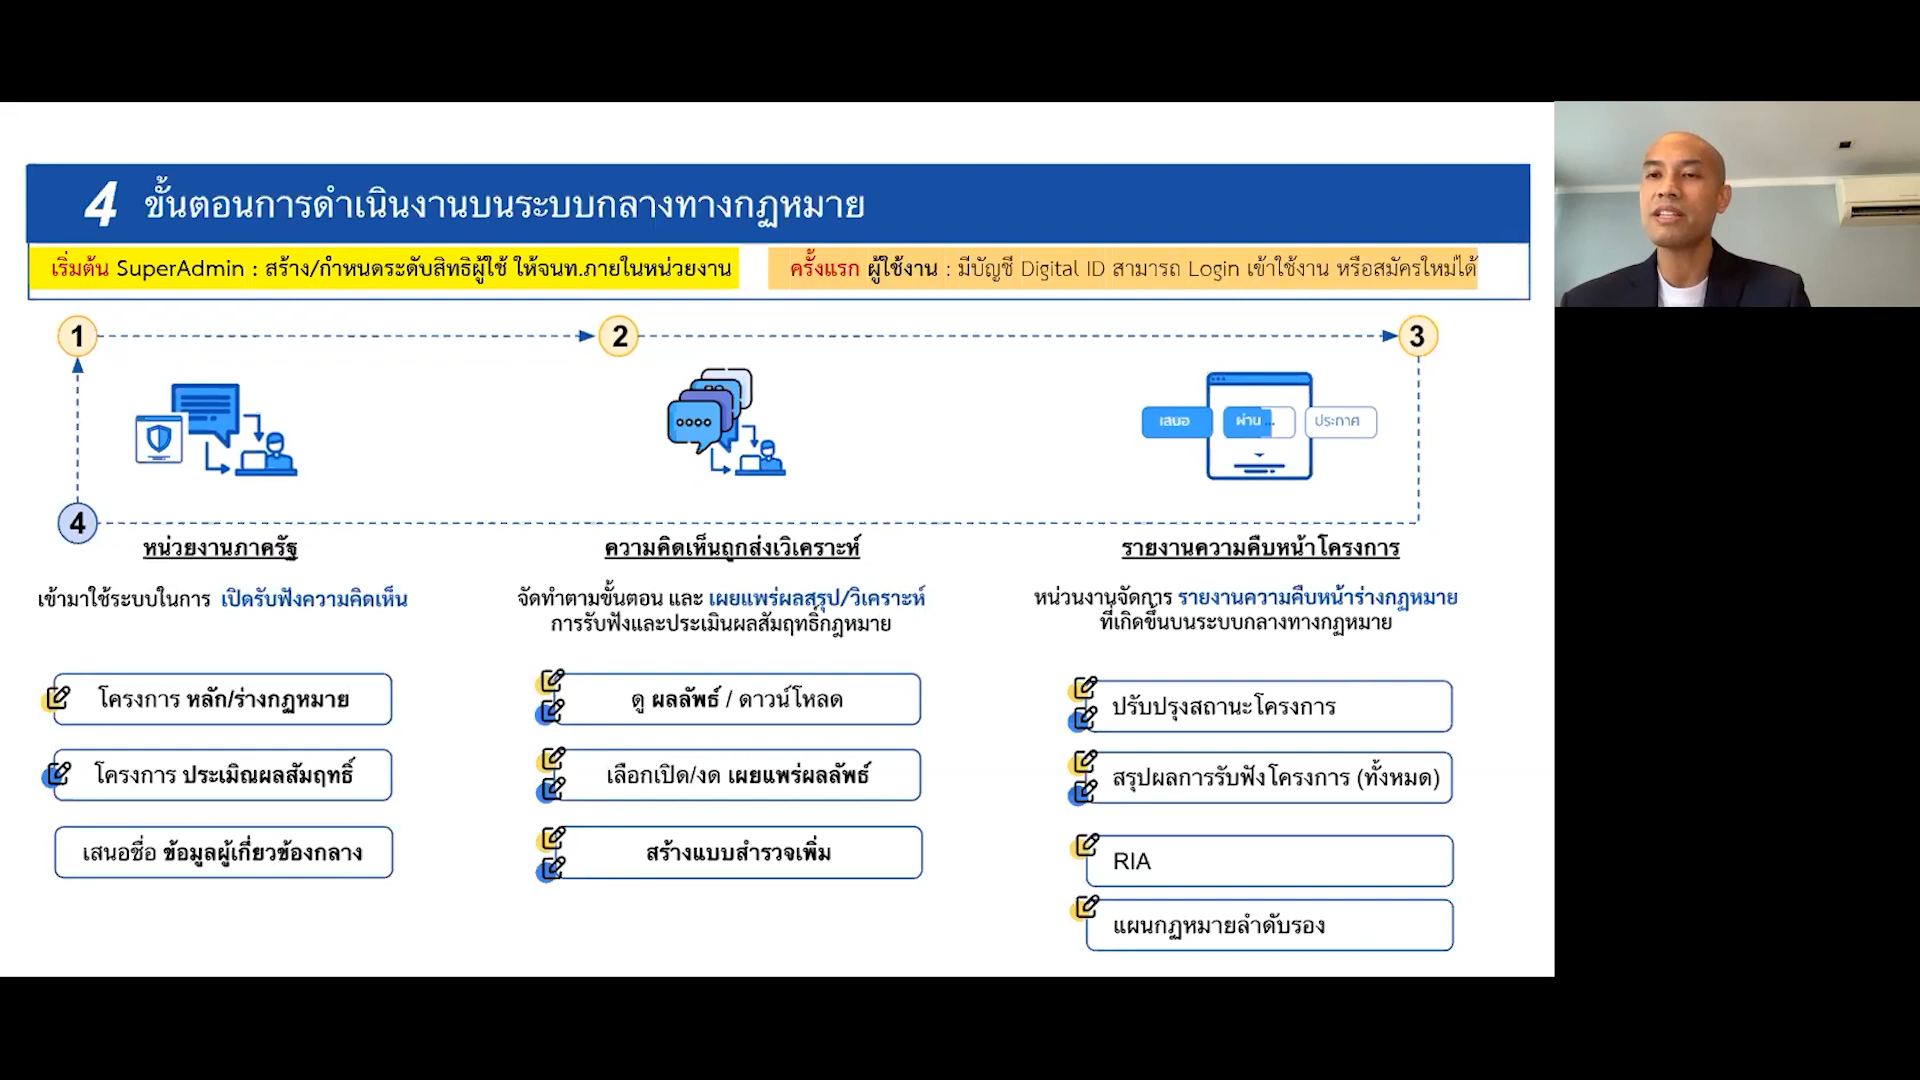 4 ขั้นตอนการดำเนินงานบนระบบกลางทางกฏหมาย
เริ่มต้น SuperAdmin : สร้าง/กำหนดระดับสิทธิผู้ใช้ ให้จนท.ภายในหน่วยงาน
ครั้งแรก ผู้ใช้งาน : มีบัญชี Digital ID สามารถ Login เข้าใช้งาน หรือสมัครใหม่ได้
1
2
3
เสนอ
ผ่าน ...
ประกาศ
4
หน่วยงานภาครัฐ
เข้ามาใช้ระบบในการ เปิดรับฟังความคิดเห็น
โครงการ หลัก/ร่างกฏหมาย
โครงการ ประเมิณผลสัมฤทธิ์
เสนอชื่อ ข้อมูลผู้เกี่ยวข้องกลาง
ความคิดเห็นถูกส่งวิเคราะห์
จัดทำตามขั้นตอน และ เผยแพร่ผลสรุป/วิเคราะห์
การรับฟังและประเมินผลสัมฤทธิ์กฎหมาย
ดู ผลลัพธ์ / ดาวน์โหลด
เลือกเปิด/งด เผยแพร่ผลลัพธ์
สร้างแบบสำรวจเพิ่ม
รายงานความคืบหน้าโครงการ
หน่วนงานจัดการ รายงานความคืบหน้าร่างกฏหมาย
ที่เกิดขึ้นบนระบบกลางทางกฏหมาย
ปรับปรุงสถานะโครงการ
สรุปผลการรับฟังโครงการ (ทั้งหมด)
RIA
แผนกฏหมายลำดับรอง